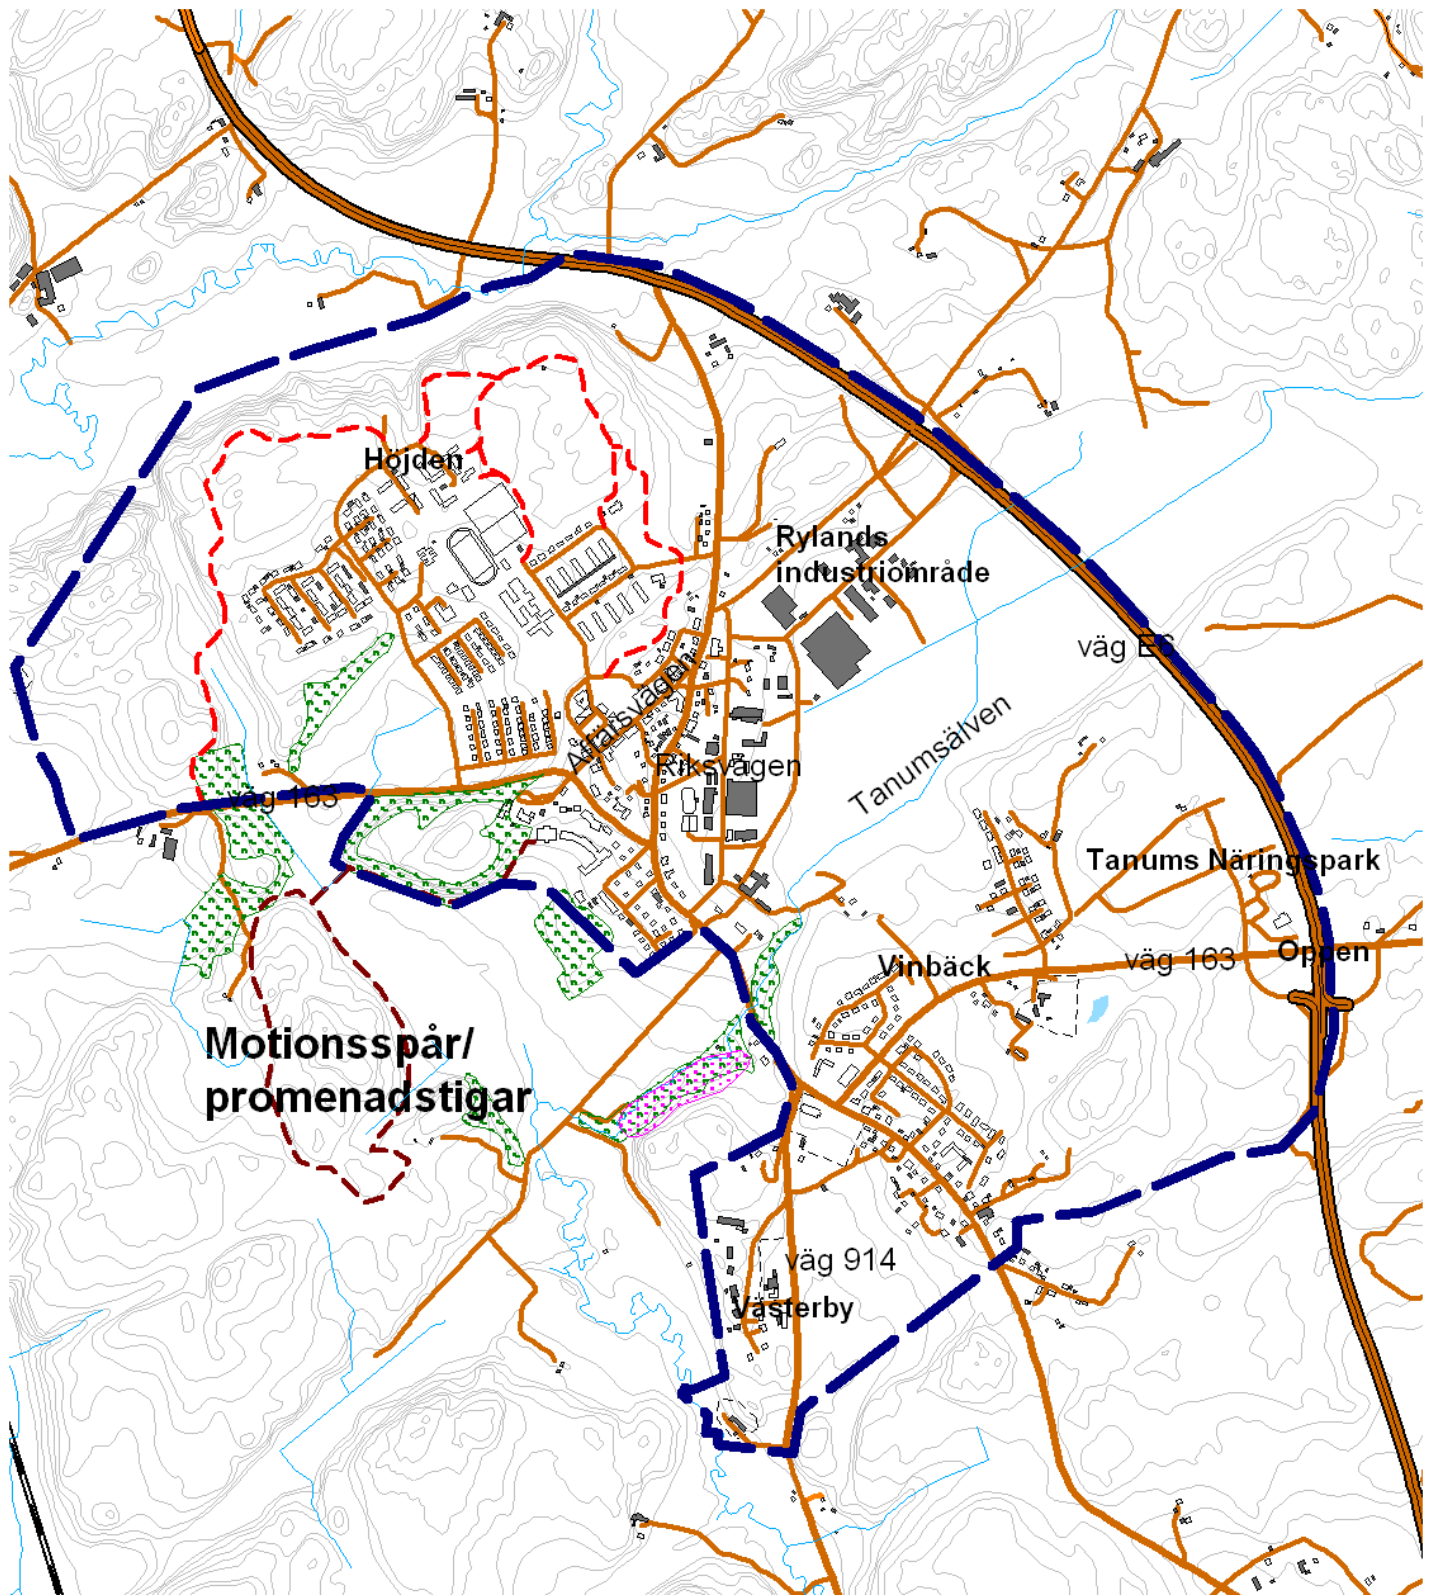 Höjden
Rylands
industriområde
väg E6
Affärsvägen
Riksvägen
Tanumsälven
väg 163
Tanums Näringspark
Oppen
väg 163
Vinbäck
Motionsspår/
promenadstigar
väg 914
Västerby